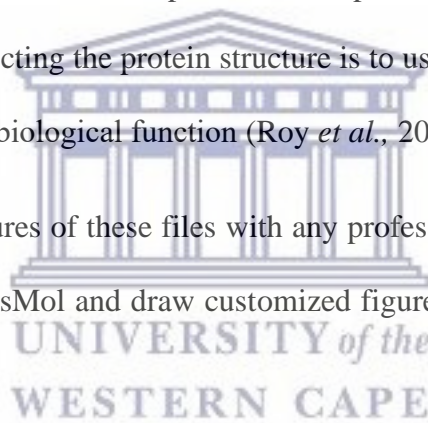 cting the protein structure is to us
biological function (Roy et al., 20
ures of these files with any profes
sMol and draw customized figure
UNIVERSITY of the
WESTERN CAPE